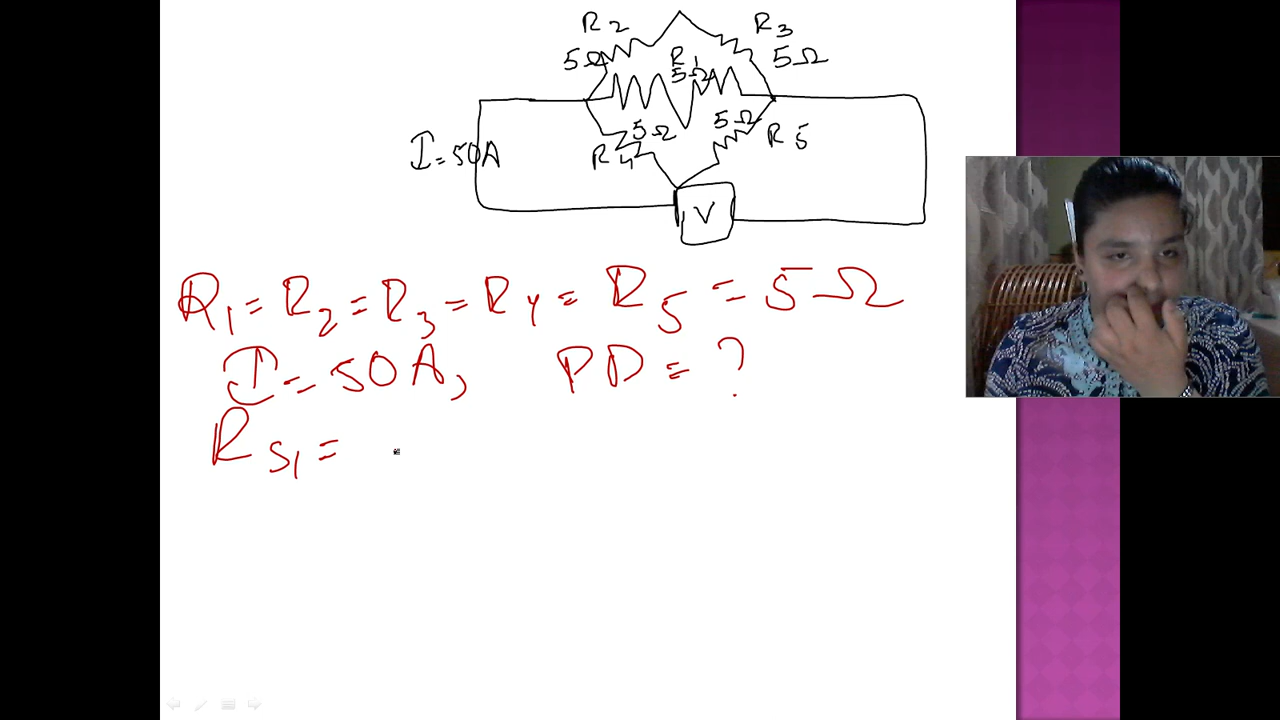 R2 R3
5Ω R1 5Ω
5Ω
5Ω 5Ω
I=50A R4 R5
V
R1=R2=R3=R4=R5=5Ω
I=50A, PD=?
RS1=